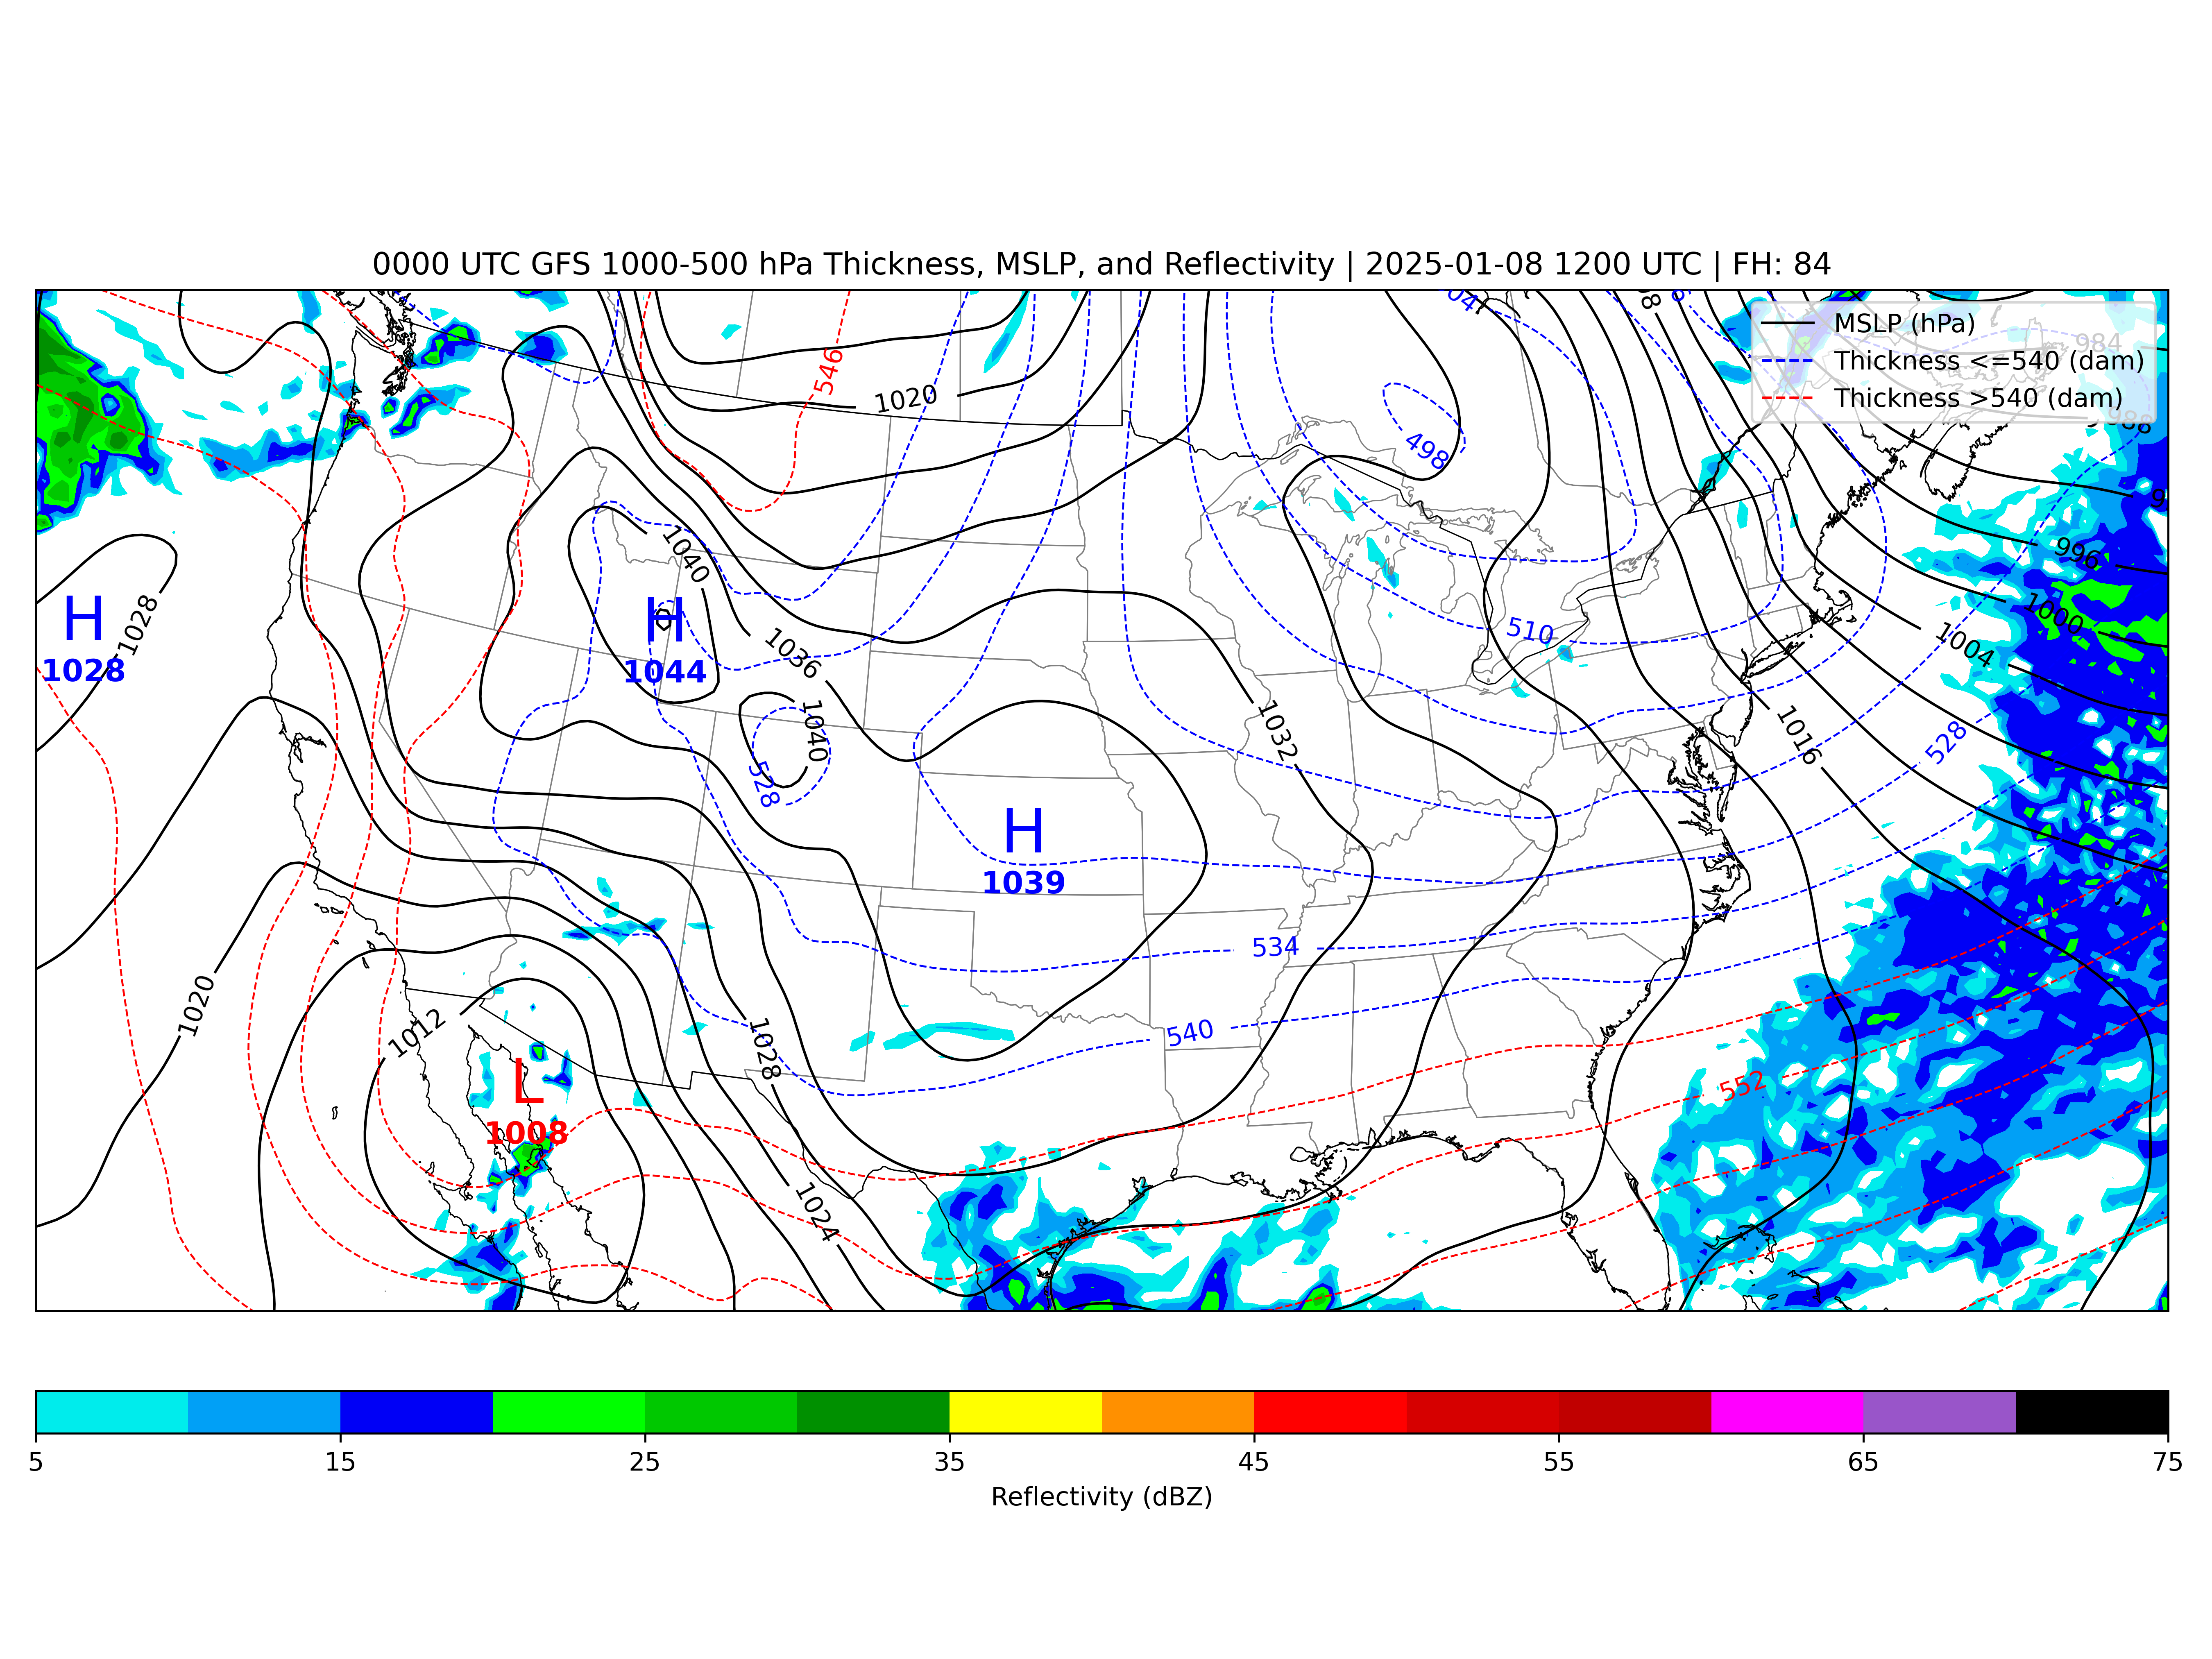 0000 UTC GFS 1000-500 hPa Thickness, MSLP, and Reflectivity | 2025-01-08 1200 UTC | FH: 84
MSLP (hPa)
Thickness <=540 (dam)
Thickness >540 (dam)
984
988
546
1020
498
1040
996
1000
1004
H
1028
1028
H
1044
1036
510
1040
1032
1016
528
528
H
1039
534
1020
1012
1028
540
552
L
1008
1024
5 15 25 35 45 55 65 75
Reflectivity (dBZ)